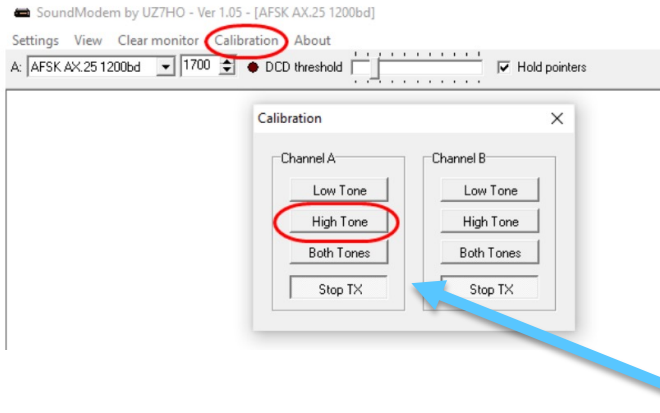 SoundModem by UZ7HO - Ver 1.05 - [AFSK AX.25 1200bd]
Settings View Clear monitor Calibration About
A: AFSK AX.25 1200bd 1700 DCD threshold Hold pointers
Calibration
Channel A Channel B
Low Tone Low Tone
High Tone High Tone
Both Tones Both Tones
Stop TX Stop TX